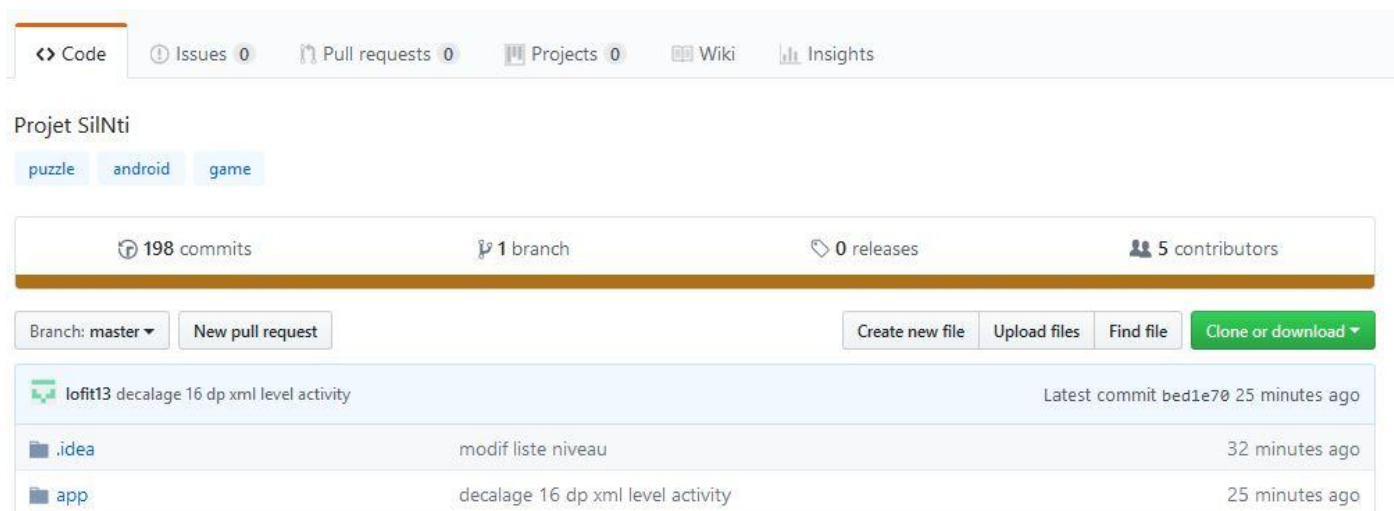 <> Code Issues 0 Pull requests 0 Projects 0 Wiki Insights
Projet SilNti
puzzle android game
198 commits 1 branch 0 releases 5 contributors
Branch: master New pull request Create new file Upload files Find file Clone or download
lofit13 decalage 16 dp xml level activity Latest commit bed1e70 25 minutes ago
.idea modif liste niveau 32 minutes ago
app decalage 16 dp xml level activity 25 minutes ago